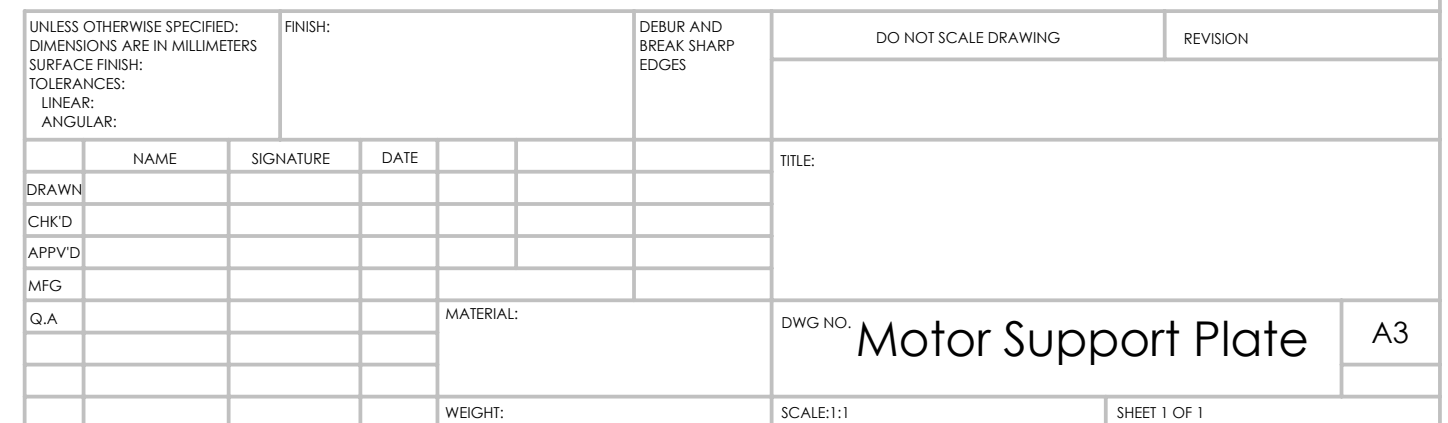 UNLESS OTHERWISE SPECIFIED:
DIMENSIONS ARE IN MILLIMETERS
SURFACE FINISH:
TOLERANCES:
LINEAR:
ANGULAR:
FINISH:
DEBUR AND
BREAK SHARP
EDGES
DO NOT SCALE DRAWING
REVISION
NAME
SIGNATURE
DATE
DRAWN
CHK'D
APPV'D
MFG
Q.A
TITLE:
MATERIAL:
DWG NO.
Motor Support Plate
A3
WEIGHT:
SCALE:1:1
SHEET 1 OF 1